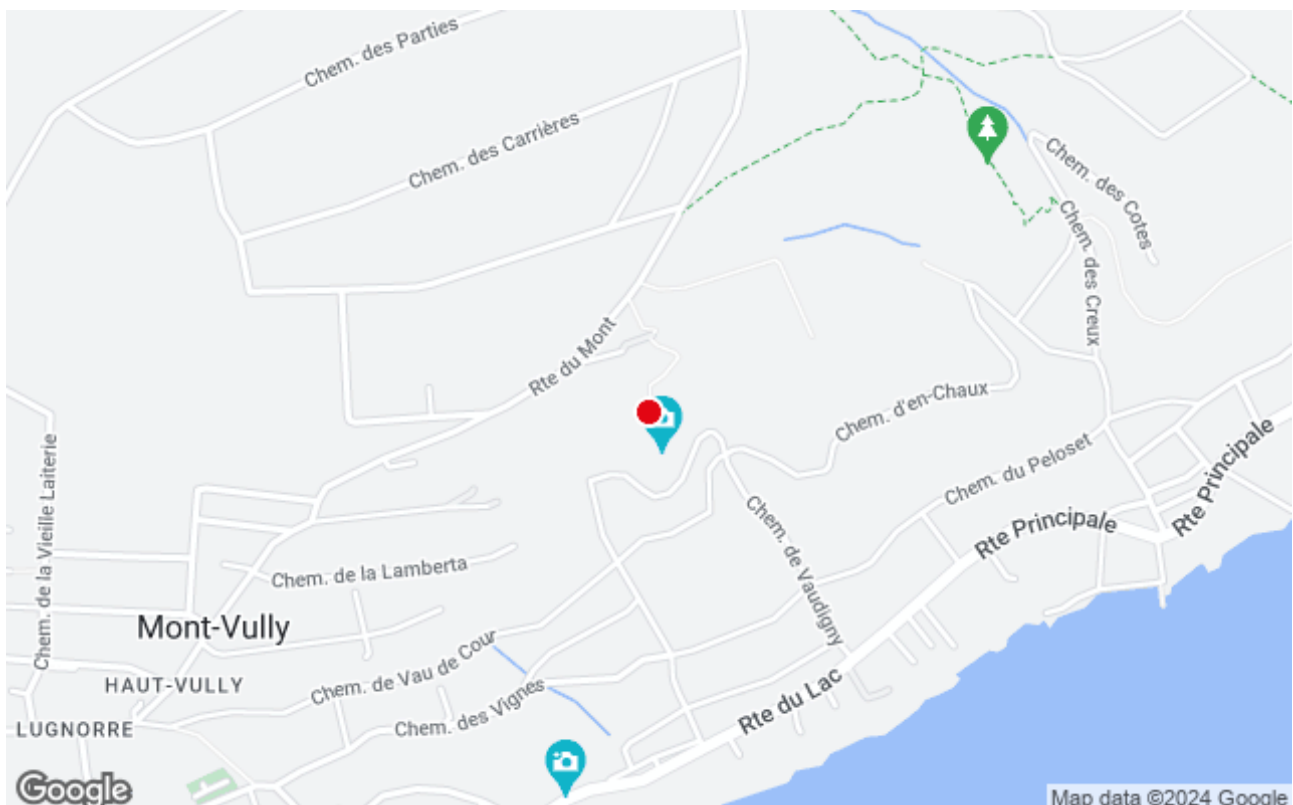 Chem. des Parties
Chem. des Carrières
Chem. des Cotes
Chem. des Creux
Rte du Mont
Chem. d'en-Chaux
Chem. de la Vieille Laiterie
Chem. du Peloset
Rte Principale
Rte Principale
Chem. de Vaudigny
Chem. de la Lamberta
Mont-Vully
HAUT-VULLY
Chem. de Vau de Cour
Chem. des Vignes
Rte du Lac
LUGNORRE
Google
Map data ©2024 Google